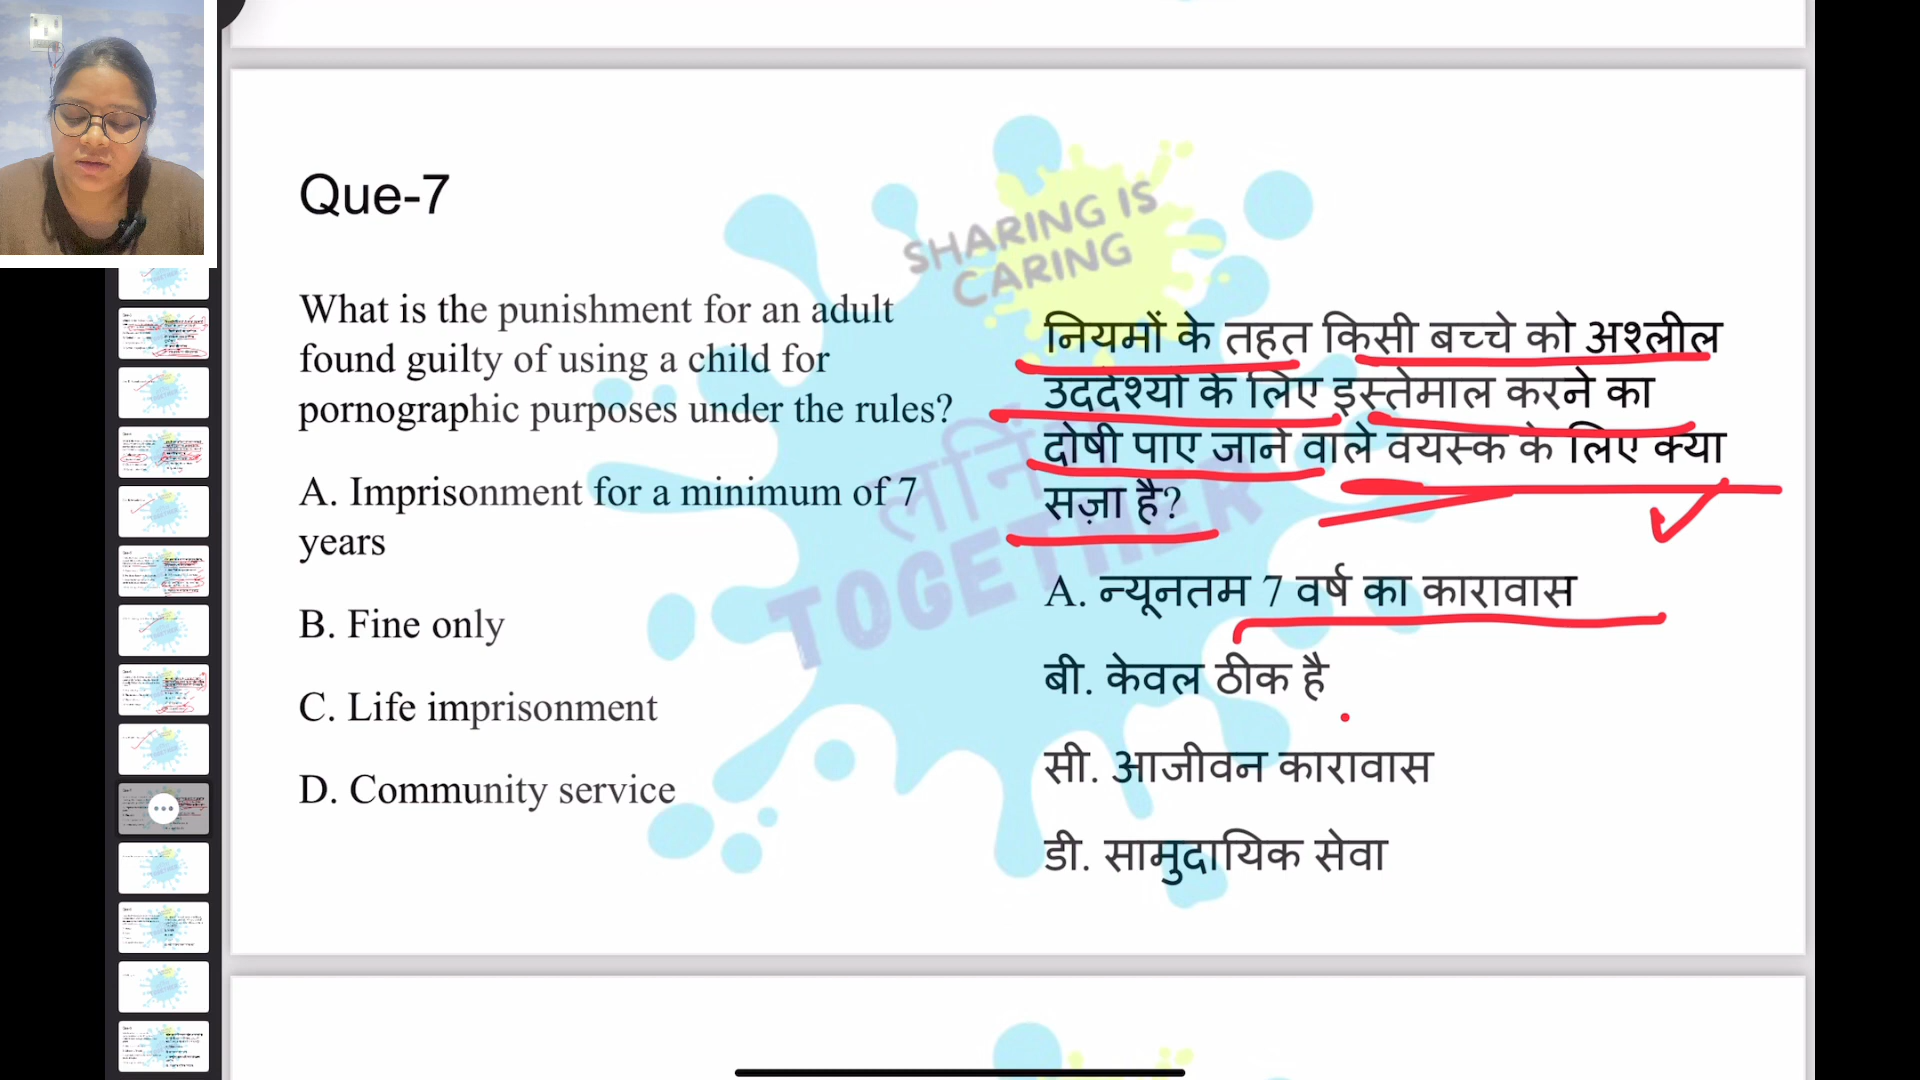 Que-7
What is the punishment for an adult
found guilty of using a child for
pornographic purposes under the rules?
A. Imprisonment for a minimum of 7
years
B. Fine only
C. Life imprisonment
D. Community service
SHARING IS
CARING
TOGETHER
नियमों के तहत किसी बच्चे को अश्लील
उददेश्यों के लिए इस्तेमाल करने का
दोषी पाए जाने वाले वयस्क के लिए क्या
सज़ा है?
A. न्यूनतम 7 वर्ष का कारावास
बी. केवल ठीक है
सी. आजीवन कारावास
डी. सामुदायिक सेवा